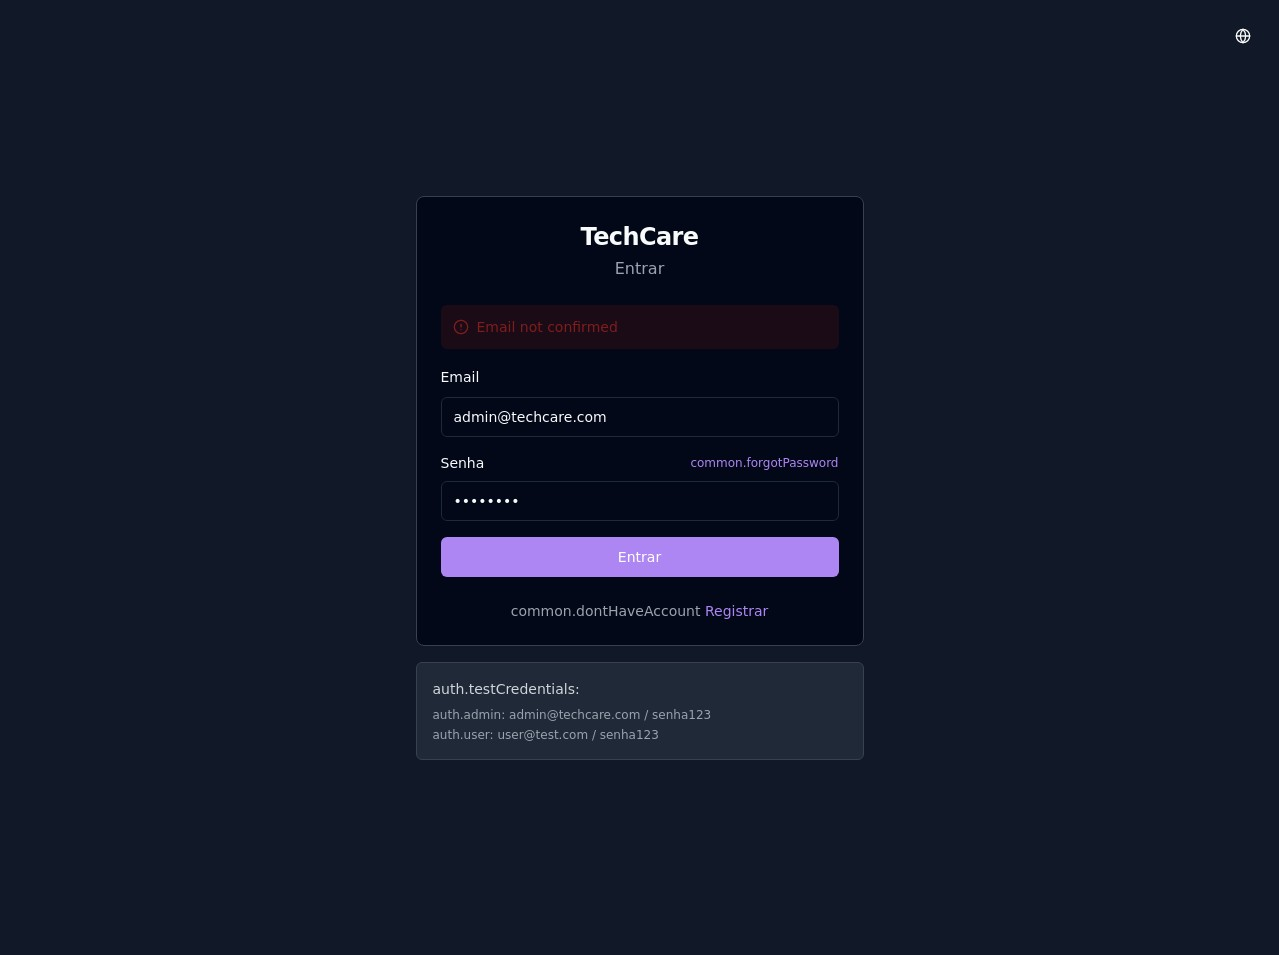 TechCare
Entrar
Email not confirmed
Email
admin@techcare.com
Senha common.forgotPassword
••••••••
Entrar
common.dontHaveAccount Registrar
auth.testCredentials:
auth.admin: admin@techcare.com / senha123
auth.user: user@test.com / senha123